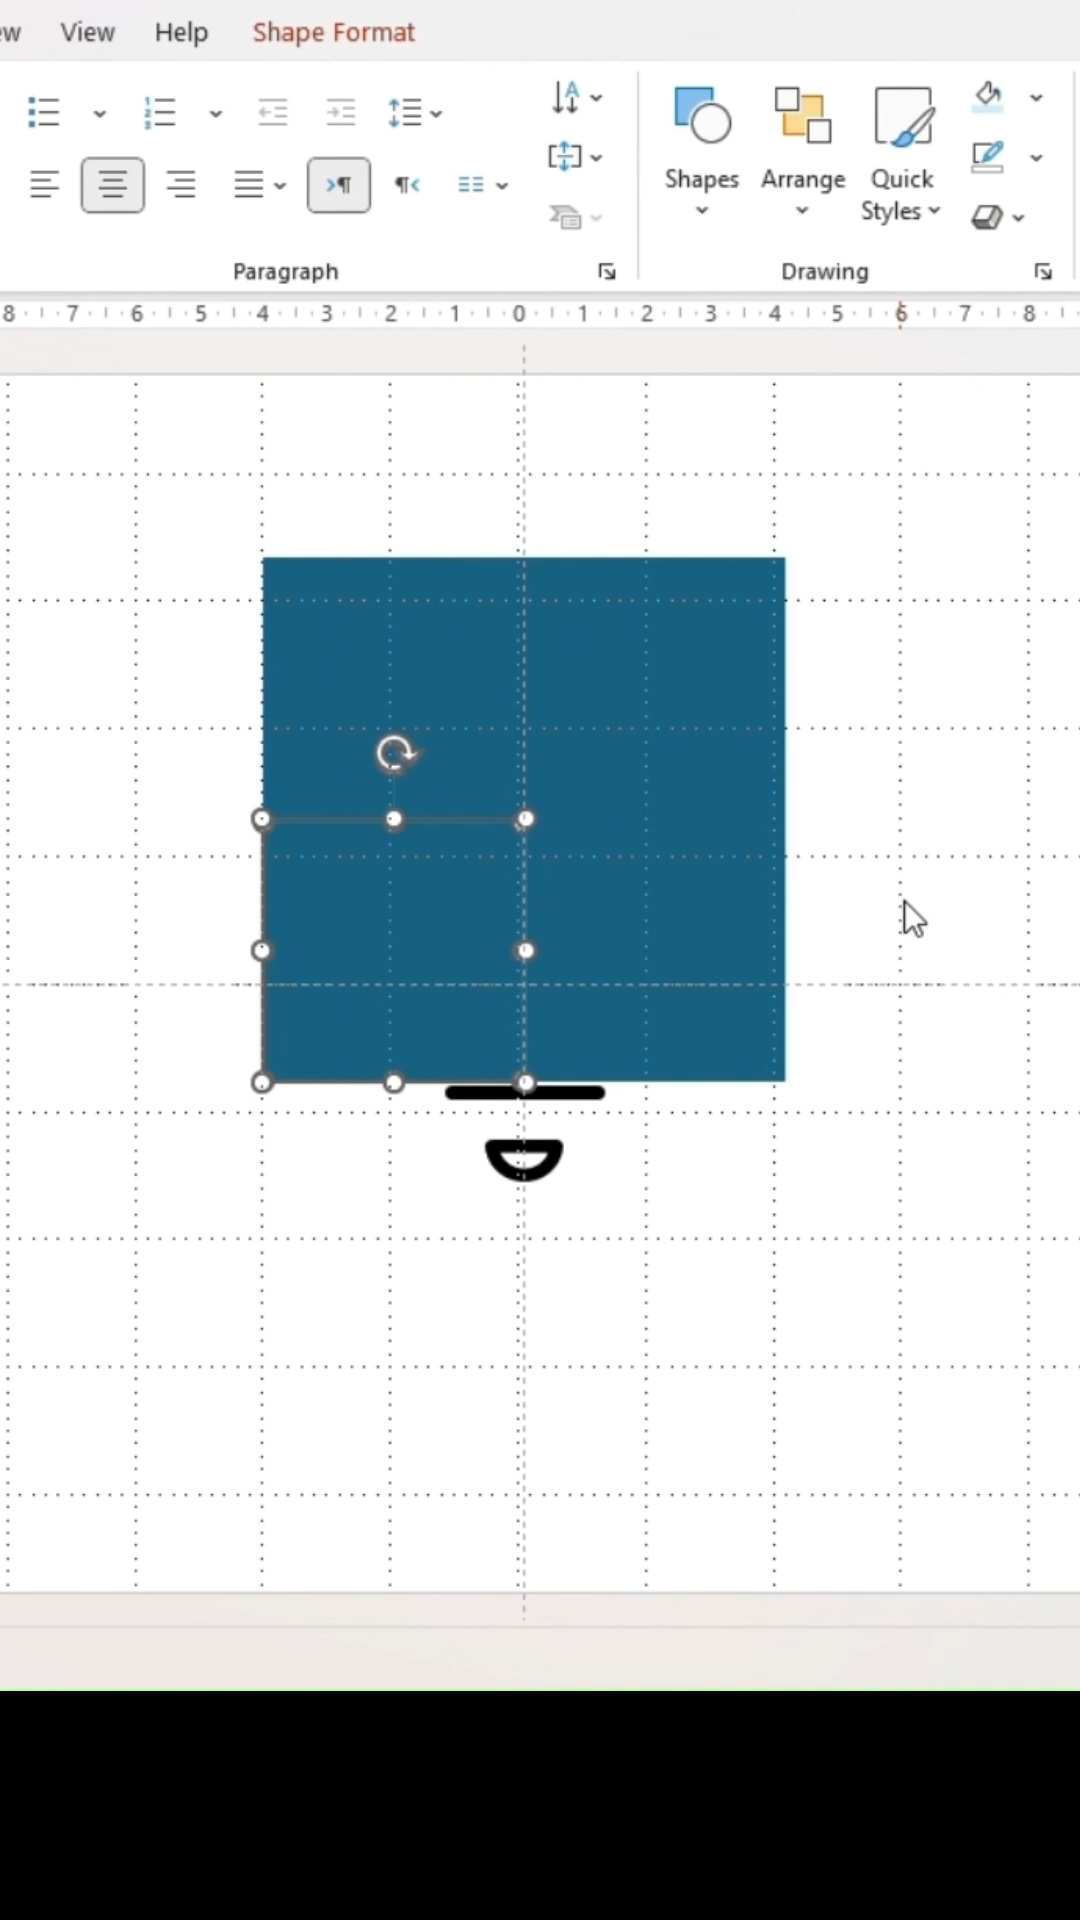 ew View Help Shape Format
Shapes Arrange Quick Styles
Paragraph Drawing
8 7 6 5 4 3 2 1 0 1 2 3 4 5 6 7 8